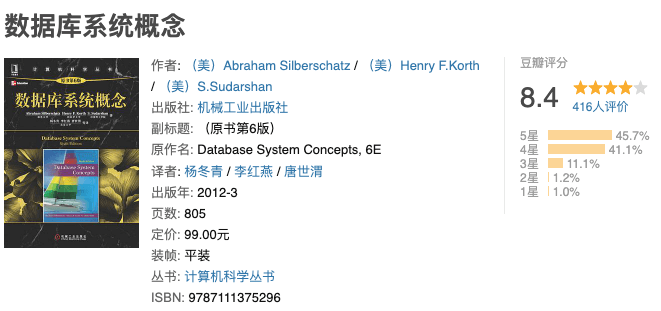 数据库系统概念
计算机科学丛书
原书第6版
数据库系统概念
Database System Concepts
Database System
Concepts
机械工业出版社
作者: （美）Abraham Silberschatz / （美）Henry F.Korth
/ （美）S.Sudarshan
出版社: 机械工业出版社
副标题: （原书第6版）
原作名: Database System Concepts, 6E
译者: 杨冬青 / 李红燕 / 唐世渭
出版年: 2012-3
页数: 805
定价: 99.00元
装帧: 平装
丛书: 计算机科学丛书
ISBN: 9787111375296
豆瓣评分
8.4
416人评价
5星 45.7%
4星 41.1%
3星 11.1%
2星 1.2%
1星 1.0%